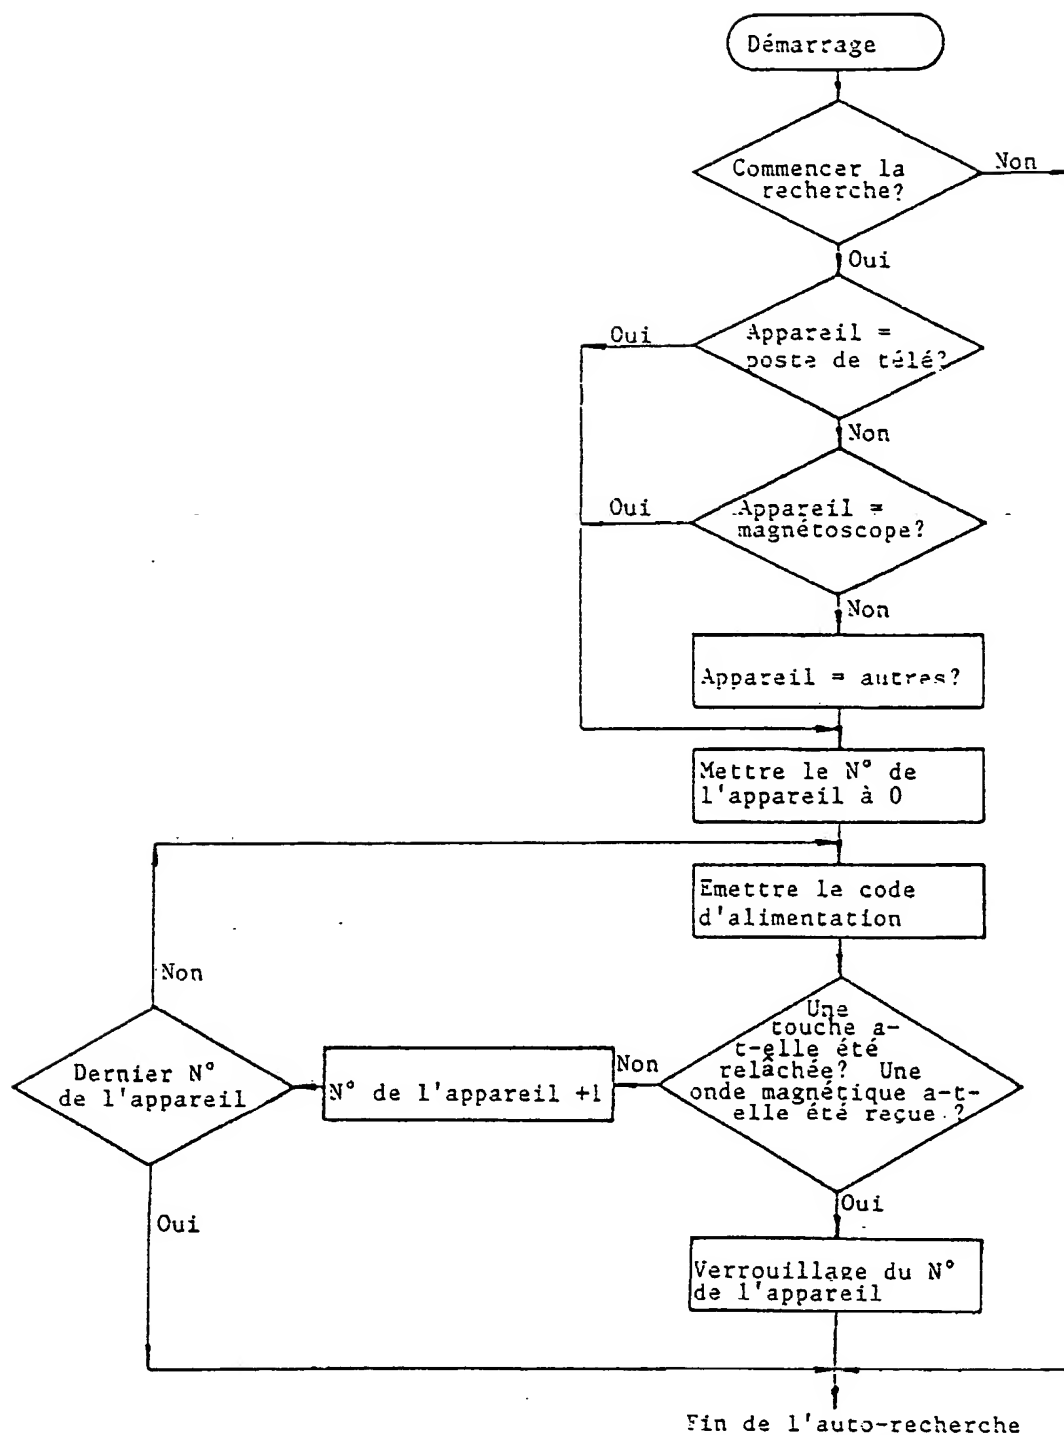 Démarrage
Commencer la
recherche?
Non
Oui
Appareil =
poste de télé?
Oui
Non
Appareil =
magnétoscope?
Oui
Non
Appareil = autres?
Mettre le N° de
l'appareil à 0
Emettre le code
d'alimentation
Une
touche a-
t-elle été
relâchée? Une
onde magnétique a-t-
elle été reçue ?
Non
N° de l'appareil +1
Dernier N°
de l'appareil
Non
Oui
Oui
Verrouillage du N°
de l'appareil
Fin de l'auto-recherche